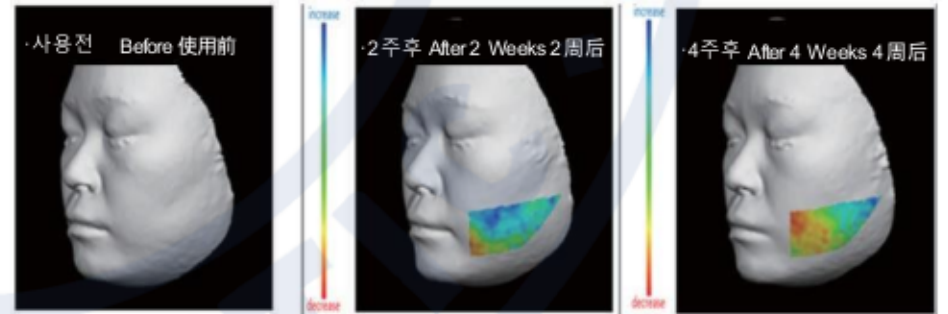 ·사용전 Before 使用前
increase
·2주후 After 2 Weeks 2周后
decrease
increase
·4주후 After 4 Weeks 4周后
decrease